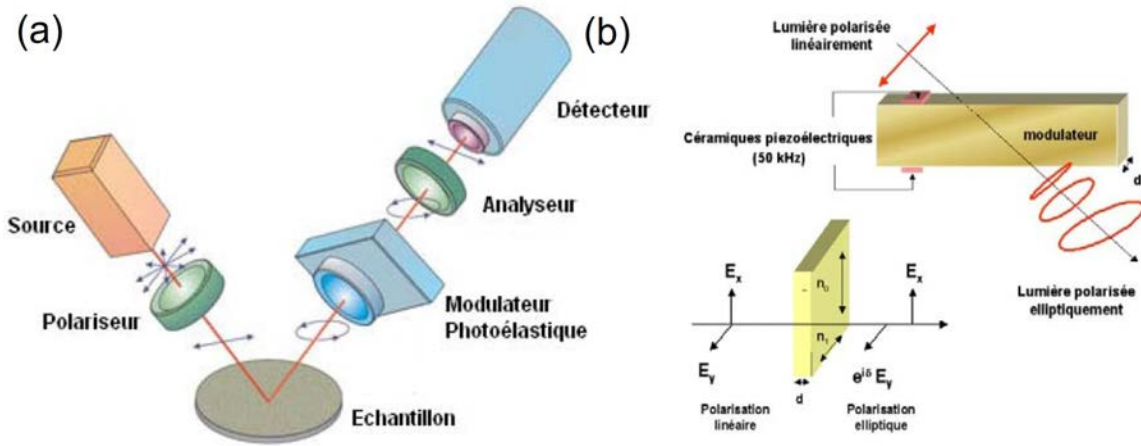 (a)
Détecteur
Source
Analyseur
Polariseur
Modulateur
Photoélastique
Echantillon
(b)
Lumière polarisée
linéairement
Céramiques piezoélectriques
(50 kHz)
modulateur
d
Lumière polarisée
elliptiquement
Ex
Ey
n0
n1
d
Ex
eiδ Ey
Polarisation
linéaire
Polarisation
elliptique